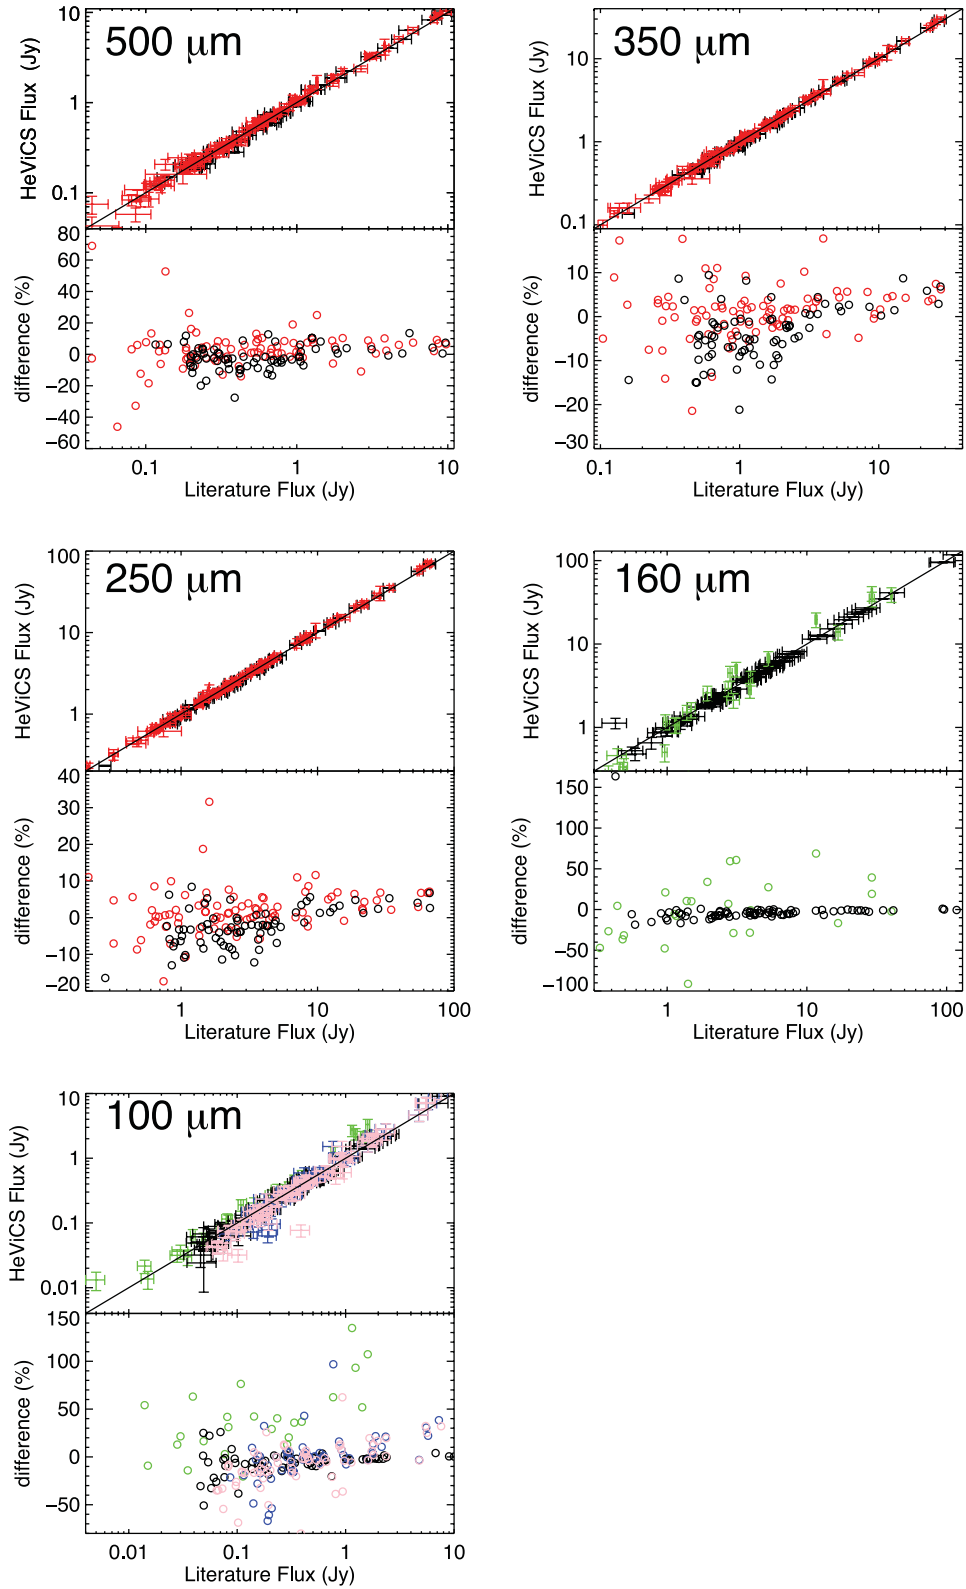 500 μm
HeViCS Flux (Jy)
10
1
0.1
difference (%)
80
60
40
20
0
−20
−40
−60
0.1 1 10
Literature Flux (Jy)
350 μm
HeViCS Flux (Jy)
10
1
0.1
difference (%)
10
0
−10
−20
−30
0.1 1 10
Literature Flux (Jy)
250 μm
HeViCS Flux (Jy)
100
10
1
difference (%)
40
30
20
10
0
−10
−20
1 10 100
Literature Flux (Jy)
160 μm
HeViCS Flux (Jy)
100
10
1
difference (%)
150
100
50
0
−50
−100
1 10 100
Literature Flux (Jy)
100 μm
HeViCS Flux (Jy)
10
1
0.1
0.01
difference (%)
150
100
50
0
−50
0.01 0.1 1 10
Literature Flux (Jy)